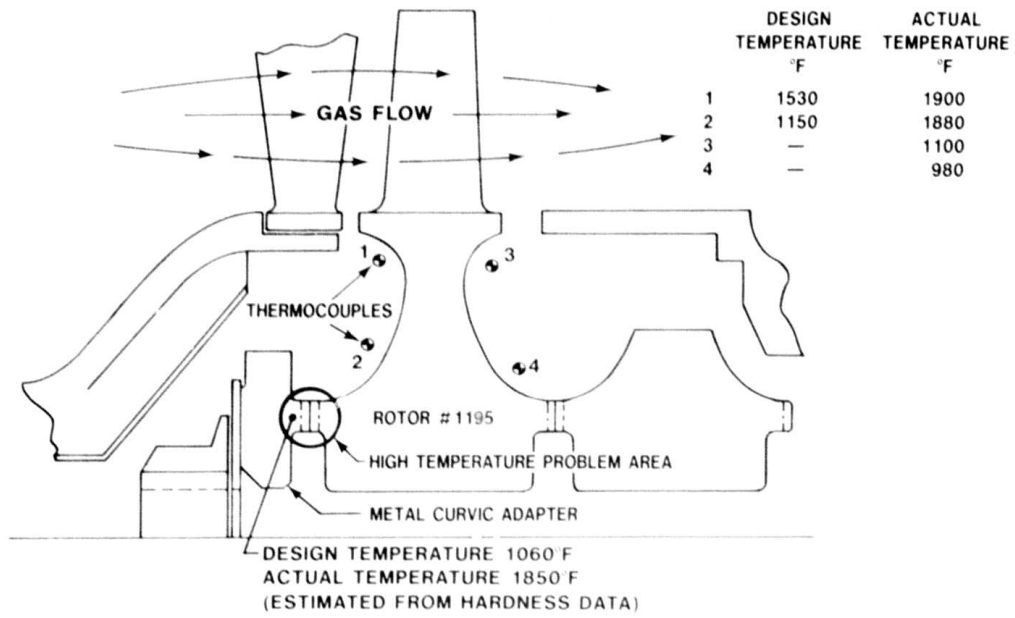 DESIGN ACTUAL
TEMPERATURE TEMPERATURE
°F °F
1 1530 1900
2 1150 1880
3 — 1100
4 — 980
GAS FLOW
1
3
THERMOCOUPLES
2
4
ROTOR #1195
HIGH TEMPERATURE PROBLEM AREA
METAL CURVIC ADAPTER
DESIGN TEMPERATURE 1060°F
ACTUAL TEMPERATURE 1850°F
(ESTIMATED FROM HARDNESS DATA)